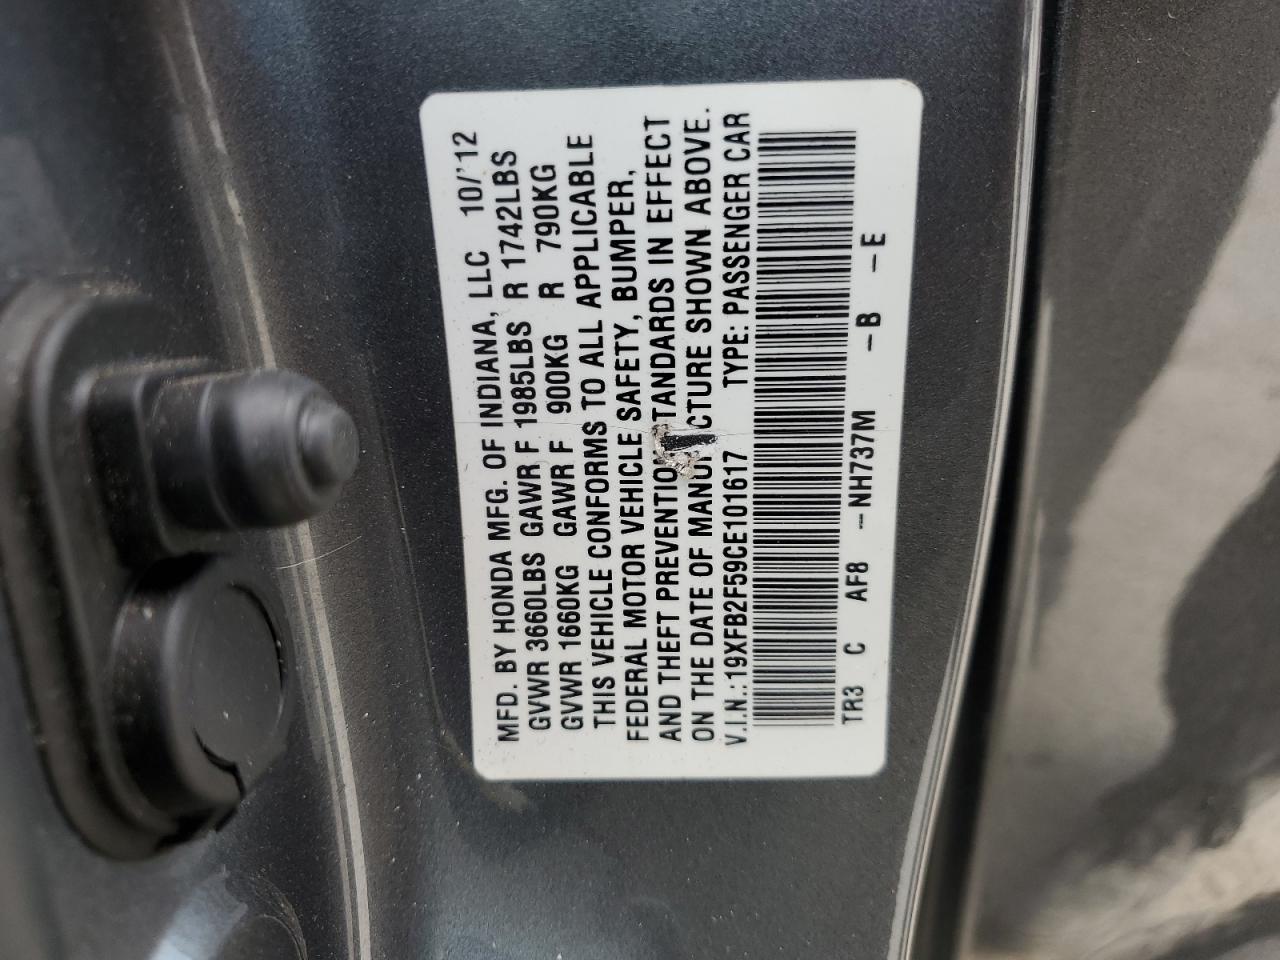 MFD. BY HONDA MFG. OF INDIANA, LLC 10/'12
GVWR 3660LBS GAWR F 1985LBS R 1742LBS
GVWR 1660KG GAWR F 900KG R 790KG
THIS VEHICLE CONFORMS TO ALL APPLICABLE
FEDERAL MOTOR VEHICLE SAFETY, BUMPER,
AND THEFT PREVENTION STANDARDS IN EFFECT
ON THE DATE OF MANUFACTURE SHOWN ABOVE.
V.I.N.:19XFB2F59CE101617 TYPE: PASSENGER CAR
TR3 C AF8 -NH737M -B -E